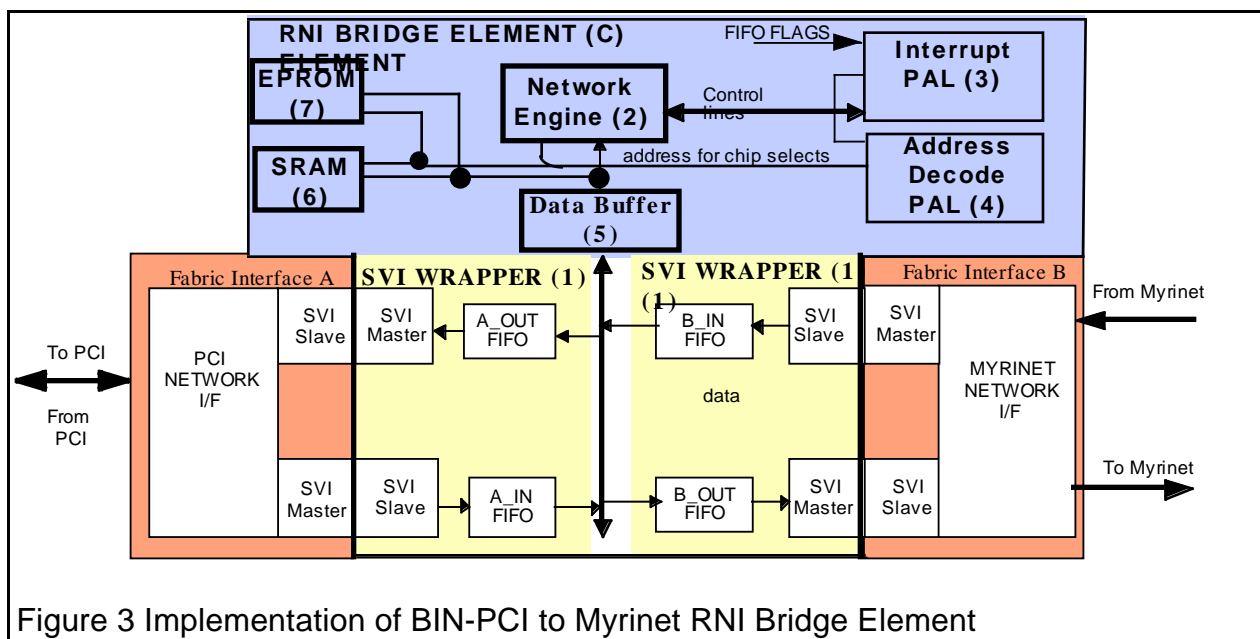 RNI BRIDGE ELEMENT (C)
ELEMENT
FIFO FLAGS
EPROM
(7)
Network
Engine (2)
Control
lines
Interrupt
PAL (3)
SRAM
(6)
address for chip selects
Address
Decode
PAL (4)
Data Buffer
(5)
Fabric Interface A
SVI WRAPPER (1)
SVI WRAPPER (1
(1)
Fabric Interface B
From Myrinet
SVI
Slave
SVI
Master
A_OUT
FIFO
B_IN
FIFO
SVI
Slave
SVI
Master
To PCI
From
PCI
PCI
NETWORK
I/F
data
MYRINET
NETWORK
I/F
SVI
Master
SVI
Slave
A_IN
FIFO
B_OUT
FIFO
SVI
Master
SVI
Slave
To Myrinet
Figure 3 Implementation of BIN-PCI to Myrinet RNI Bridge Element